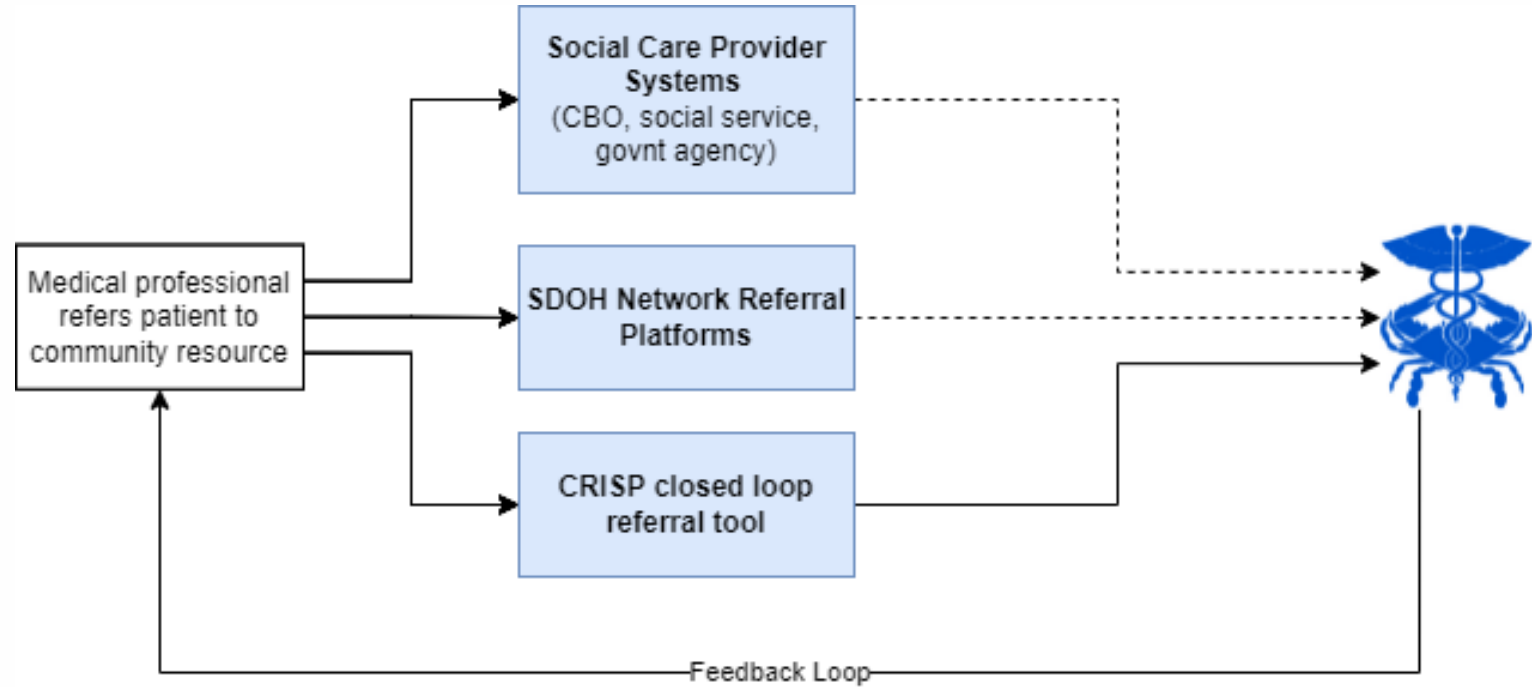 Social Care Provider
Systems
(CBO, social service,
govnt agency)
Medical professional
refers patient to
community resource
SDOH Network Referral
Platforms
CRISP closed loop
referral tool
Feedback Loop